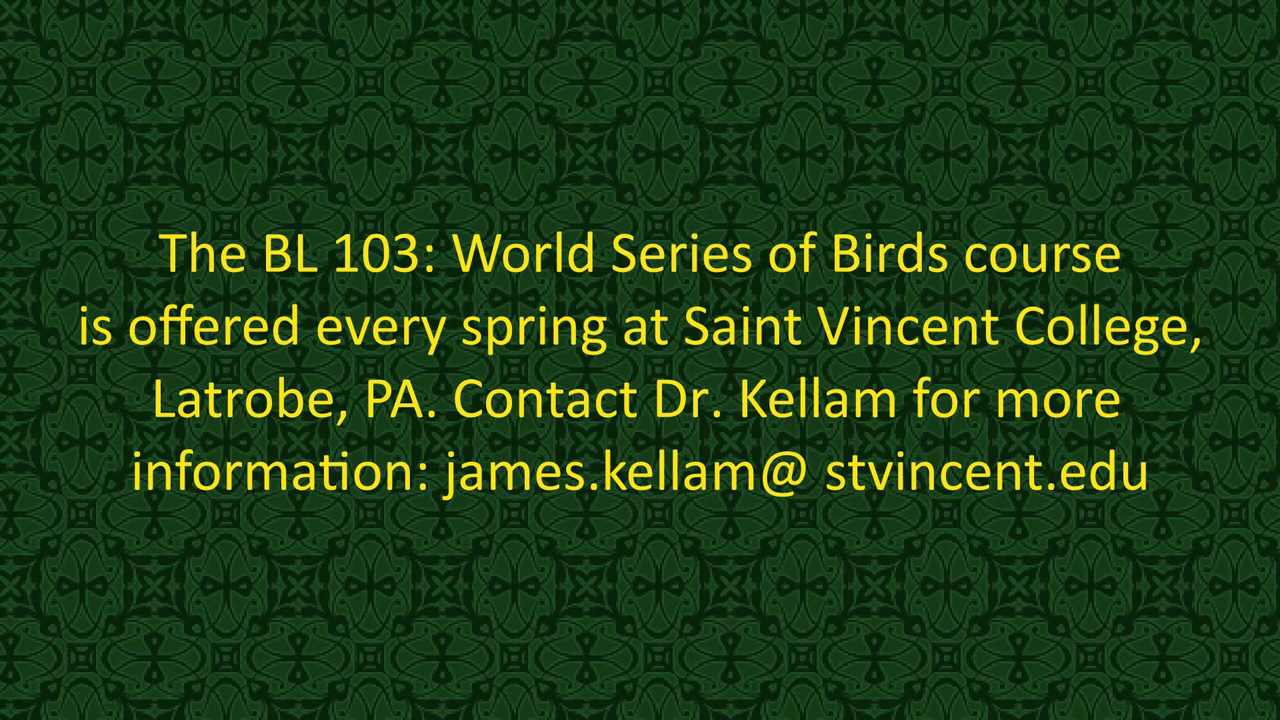 The BL 103: World Series of Birds course
is offered every spring at Saint Vincent College,
Latrobe, PA. Contact Dr. Kellam for more
information: james.kellam@ stvincent.edu